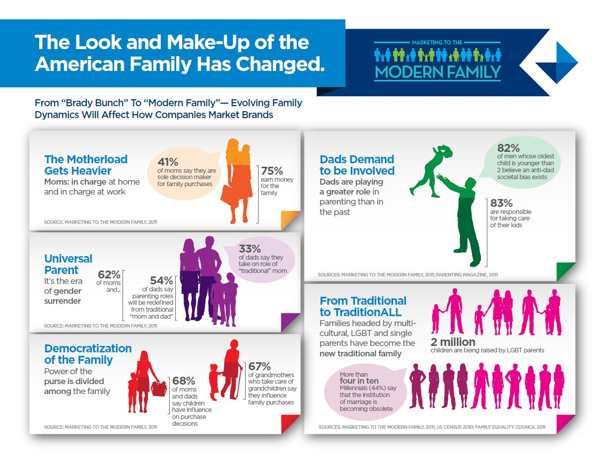 The Look and Make-Up of the
American Family Has Changed.
MARKETING TO THE
MODERN FAMILY
From "Brady Bunch" To "Modern Family"— Evolving Family
Dynamics Will Affect How Companies Market Brands
The Motherload
Gets Heavier
Moms: in charge at home
and in charge at work
41%
of moms say they are
sole decision maker
for family purchases
75%
earn money
for the
family
SOURCE: MARKETING TO THE MODERN FAMILY, 2011
Universal
Parent
It's the era
of gender
surrender
62%
of moms
and...
54%
of dads say
parenting roles
will be redefined
from traditional
"mom and dad"
33%
of dads say they
take on role of
"traditional" mom
SOURCE: MARKETING TO THE MODERN FAMILY, 2011
Democratization
of the Family
Power of the
purse is divided
among the family
68%
of moms
and dads
say children
have influence
on purchase
decisions
67%
of grandmothers
who take care of
grandchildren say
they influence
family purchases
SOURCE: MARKETING TO THE MODERN FAMILY, 2011
Dads Demand
to be Involved
Dads are playing
a greater role in
parenting than in
the past
82%
of men whose oldest
child is younger than
2 believe an anti-dad
societal bias exists
83%
are responsible
for taking care
of their kids
SOURCES: MARKETING TO THE MODERN FAMILY, 2011; PARENTING MAGAZINE, 2011
From Traditional
to TraditionALL
Families headed by multi-
cultural, LGBT and single
parents have become the
new traditional family
2 million
children are being raised by LGBT parents
More than
four in ten
Millennials (44%) say
that the institution
of marriage is
becoming obsolete
SOURCES: MARKETING TO THE MODERN FAMILY, 2011; US CENSUS 2010; FAMILY EQUALITY COUNCIL 2011